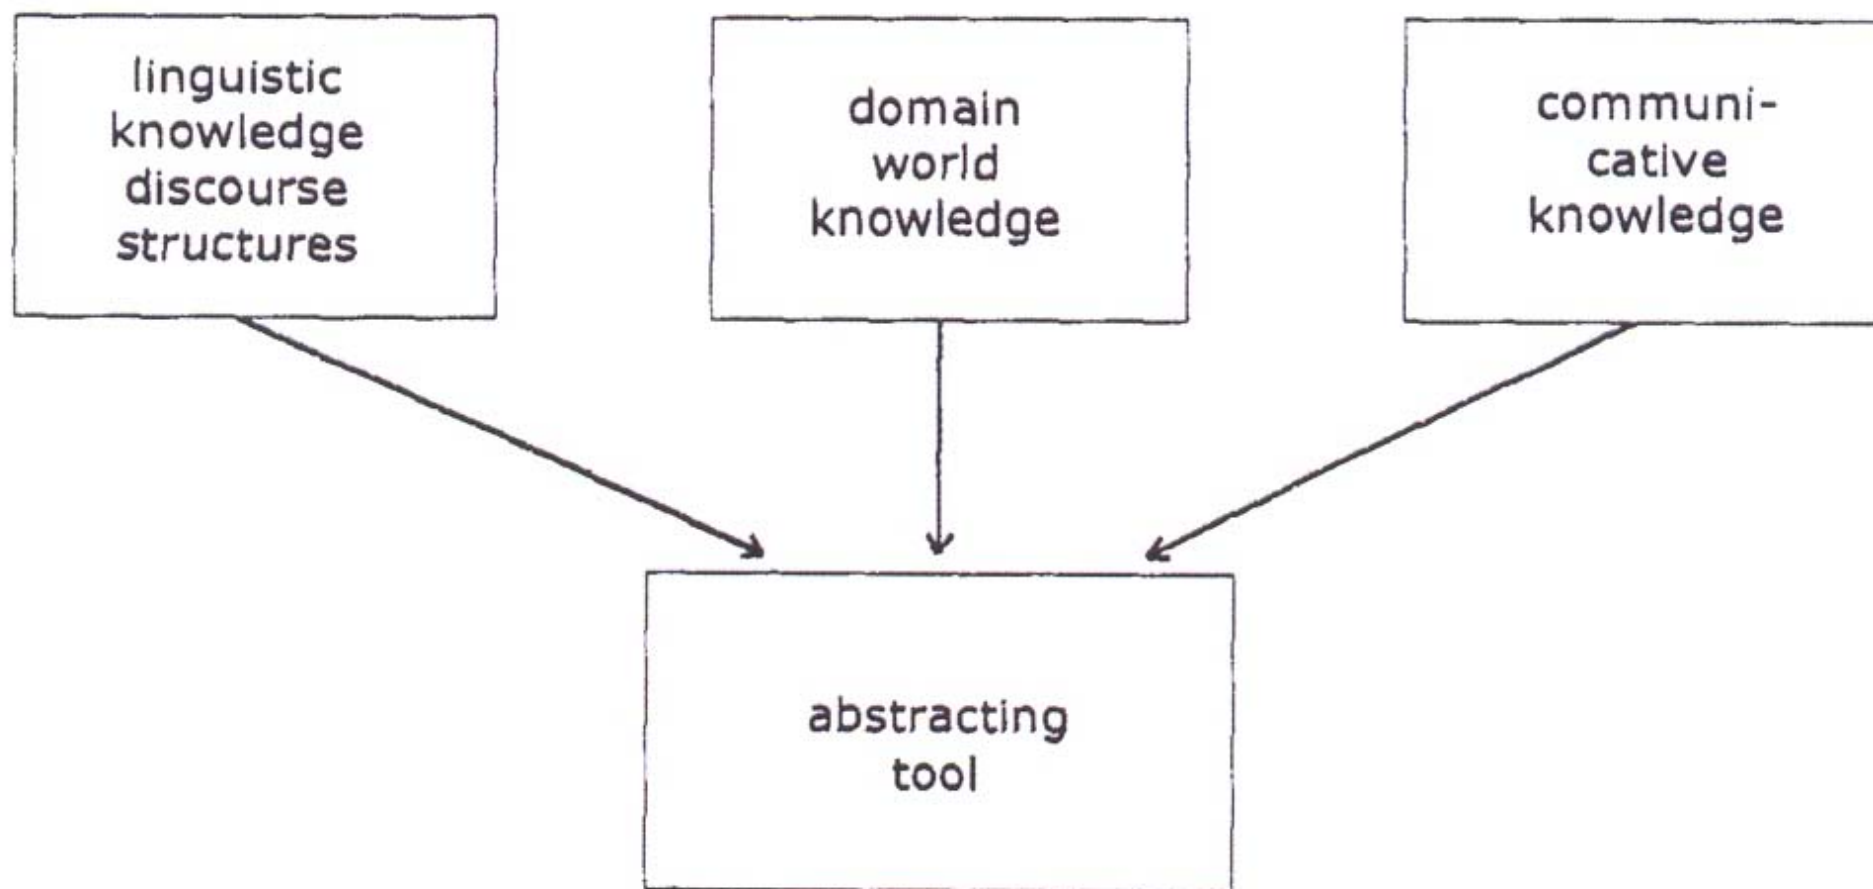 linguistic
knowledge
discourse
structures
domain
world
knowledge
communi-
cative
knowledge
abstracting
tool